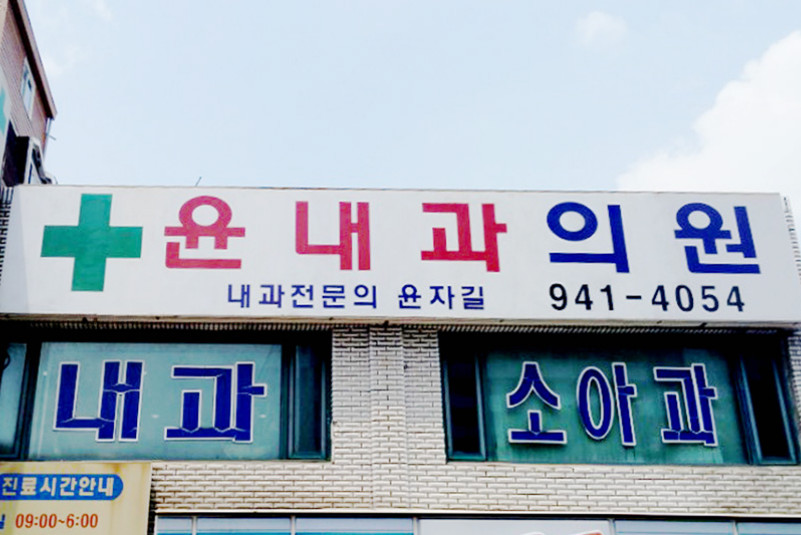 윤내과의원
내과전문의 윤자길 941-4054
내과 소아과
진료시간안내
09:00~6:00